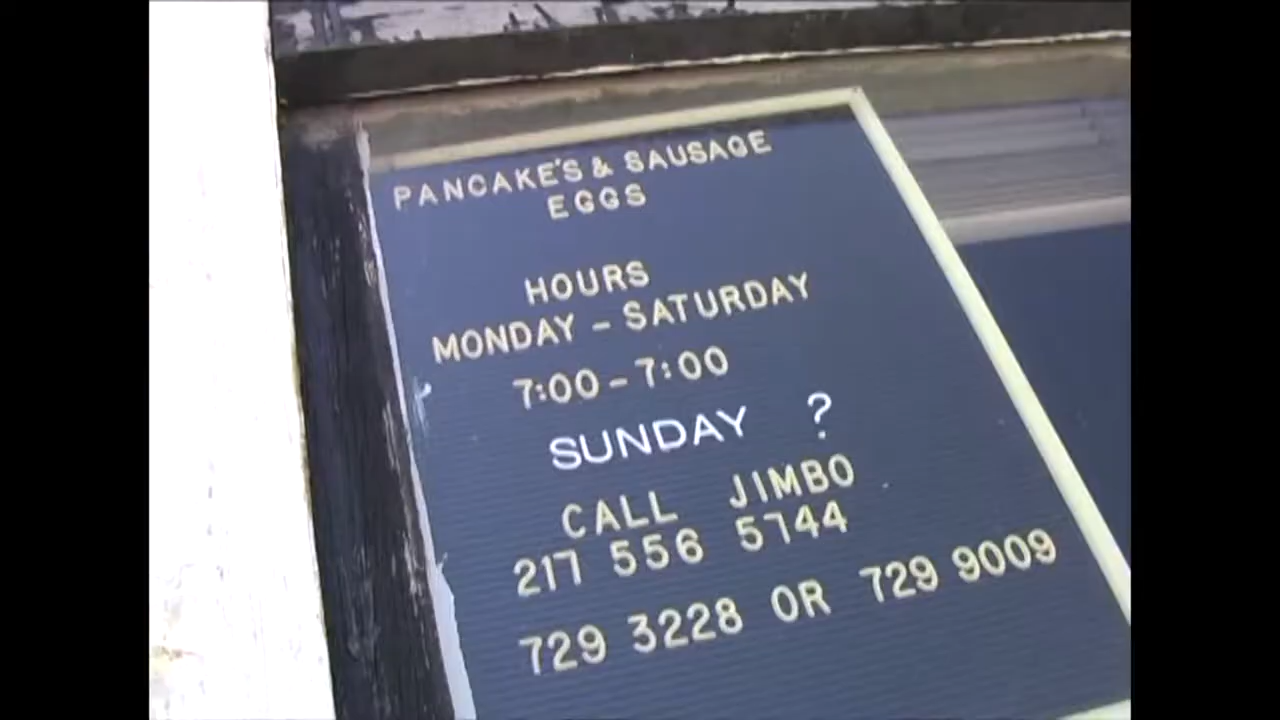 PANCAKE'S & SAUSAGE
EGGS
HOURS
MONDAY - SATURDAY
7:00 - 7:00
SUNDAY ?
CALL JIMBO
217 556 5744
729 3228 OR 729 9009